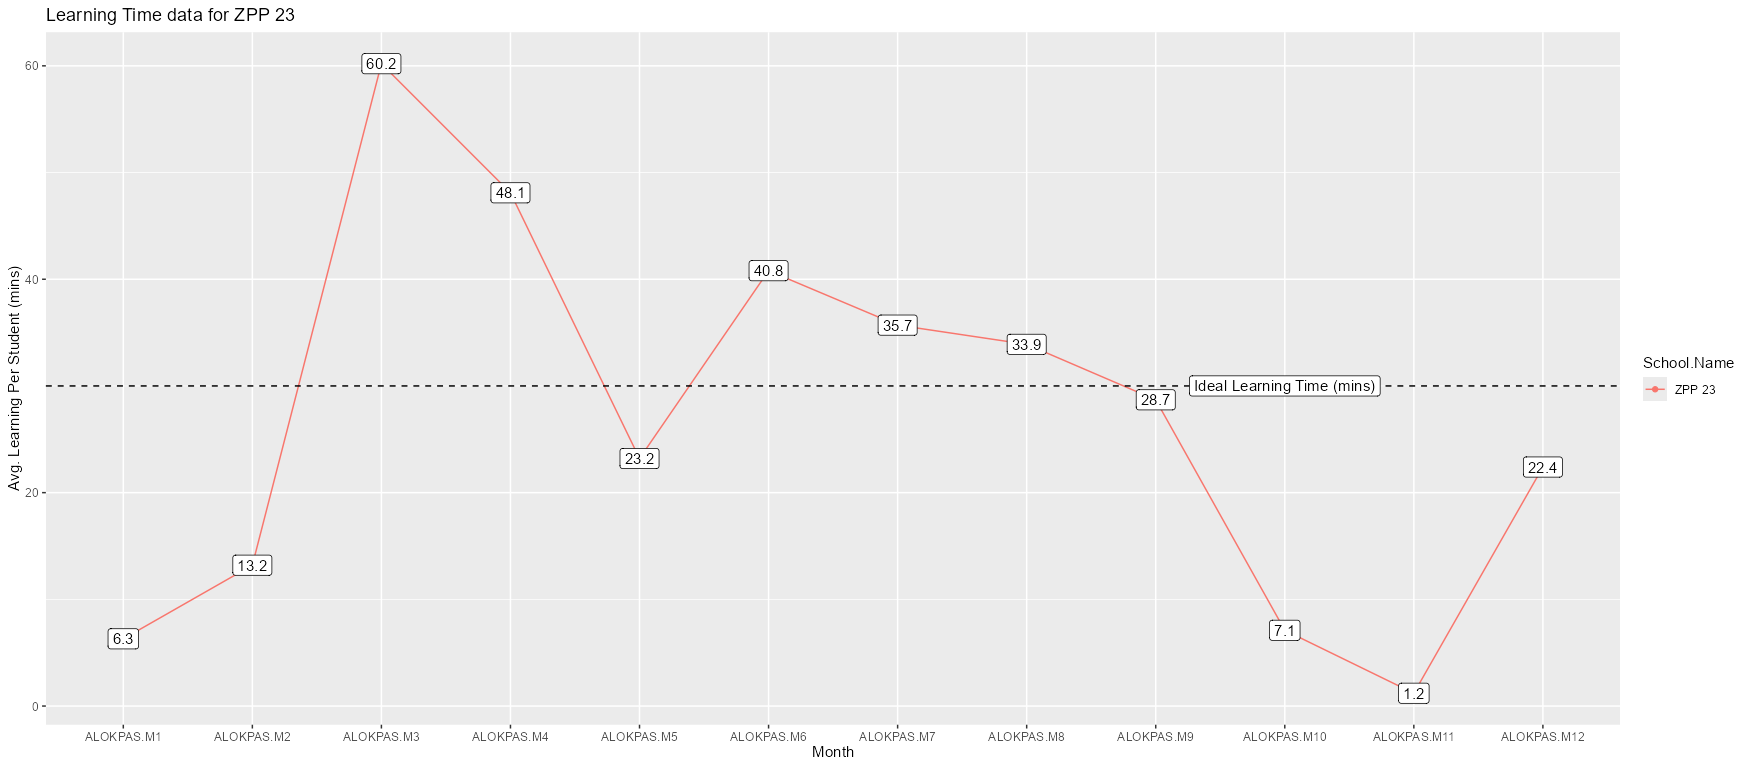 Learning Time data for ZPP 23
Avg. Learning Per Student (mins)
60
40
20
0
6.3
13.2
60.2
48.1
23.2
40.8
35.7
33.9
28.7
7.1
1.2
22.4
Ideal Learning Time (mins)
ALOKPAS.M1
ALOKPAS.M2
ALOKPAS.M3
ALOKPAS.M4
ALOKPAS.M5
ALOKPAS.M6
ALOKPAS.M7
ALOKPAS.M8
ALOKPAS.M9
ALOKPAS.M10
ALOKPAS.M11
ALOKPAS.M12
Month
School.Name
ZPP 23